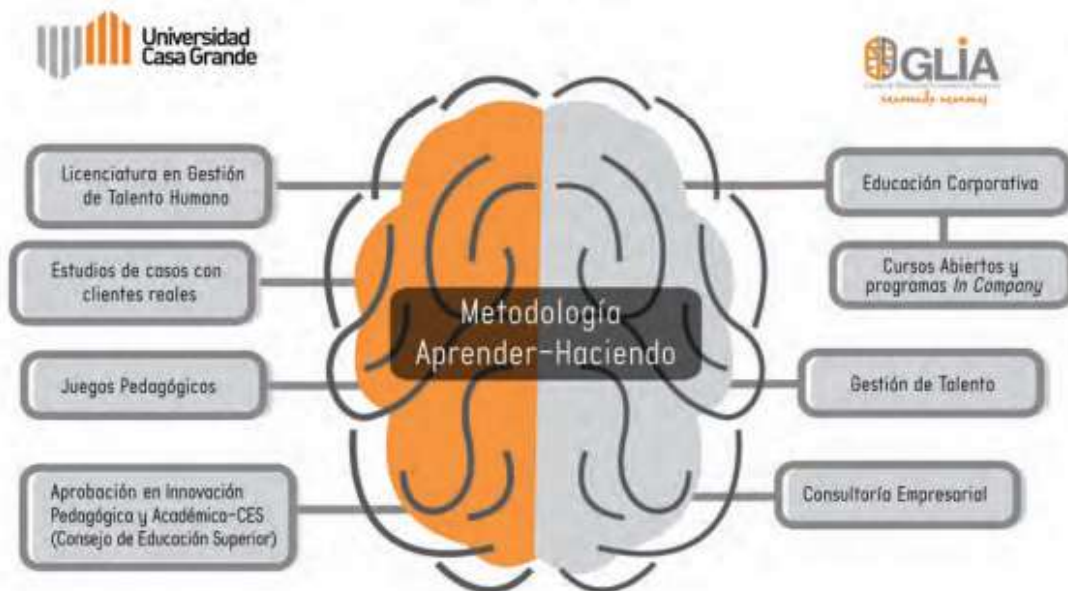 Universidad
Casa Grande
GLiA
Licenciatura en Gestión
de Talento Humano
Estudios de casos con
clientes reales
Juegos Pedagógicos
Aprobación en Innovación
Pedagógica y Académica-CES
(Consejo de Educación Superior)
Metodología
Aprender-Haciendo
Educación Corporativa
Cursos Abiertos y
programas In Company
Gestión de Talento
Consultoría Empresarial